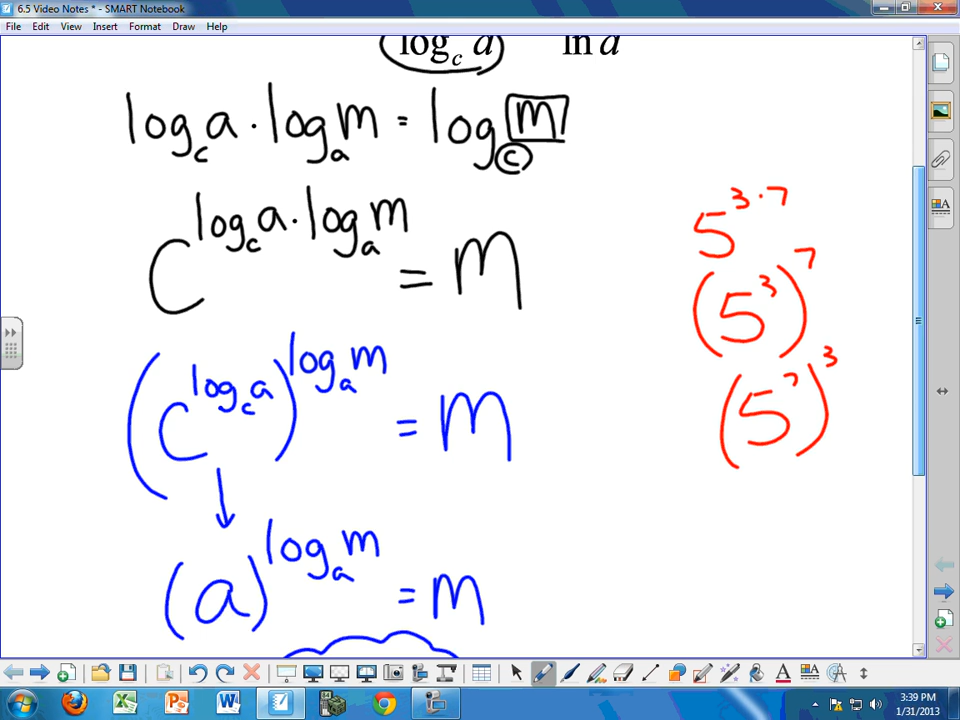 6.5 Video Notes * - SMART Notebook
File Edit View Insert Format Draw Help
log_c a ln a
log_c a · log_a m = log_c m
c^(log_c a · log_a m) = m
(c^(log_c a))^(log_a m) = m
(a)^(log_a m) = m
5^(3·7)
(5^3)^7
(5^7)^3
3:39 PM
1/31/2013